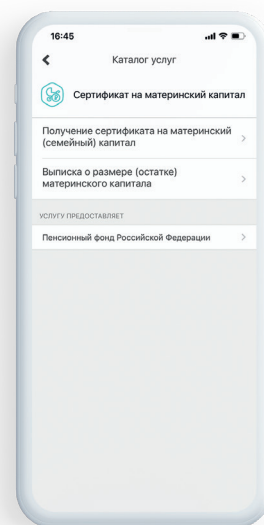 16:45
Каталог услуг
Сертификат на материнский капитал
Получение сертификата на материнский
(семейный) капитал
Выписка о размере (остатке)
материнского капитала
УСЛУГУ ПРЕДОСТАВЛЯЕТ
Пенсионный фонд Российской Федерации